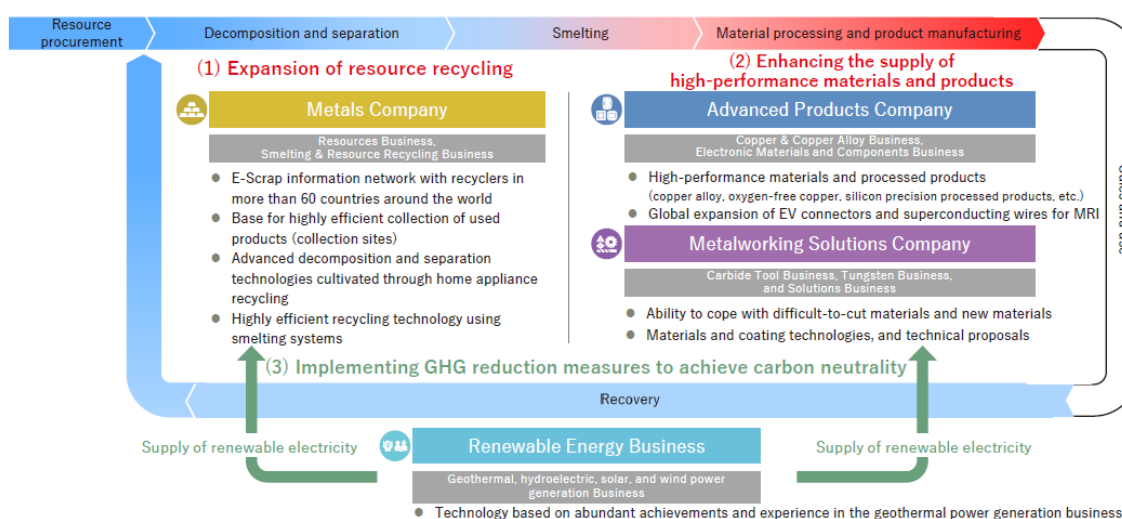 Resource
procurement
Decomposition and separation
Smelting
Material processing and product manufacturing
(1) Expansion of resource recycling
Metals Company
Resources Business,
Smelting & Resource Recycling Business
● E-Scrap information network with recyclers in
more than 60 countries around the world
● Base for highly efficient collection of used
products (collection sites)
● Advanced decomposition and separation
technologies cultivated through home appliance
recycling
● Highly efficient recycling technology using
smelting systems
(2) Enhancing the supply of
high-performance materials and products
Advanced Products Company
Copper & Copper Alloy Business,
Electronic Materials and Components Business
● High-performance materials and processed products
(copper alloy, oxygen-free copper, silicon precision processed products, etc.)
● Global expansion of EV connectors and superconducting wires for MRI
Metalworking Solutions Company
Carbide Tool Business, Tungsten Business,
and Solutions Business
● Ability to cope with difficult-to-cut materials and new materials
● Materials and coating technologies, and technical proposals
(3) Implementing GHG reduction measures to achieve carbon neutrality
Recovery
Supply of renewable electricity
Renewable Energy Business
Supply of renewable electricity
Geothermal, hydroelectric, solar, and wind power
generation Business
● Technology based on abundant achievements and experience in the geothermal power generation business